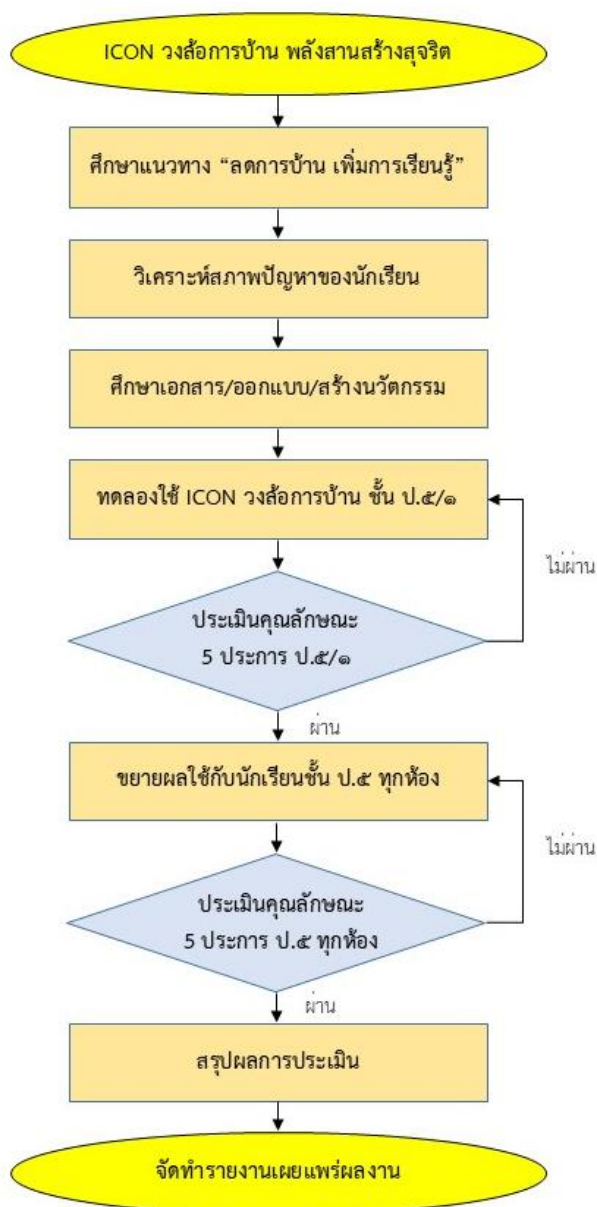 ICON วงล้อการบ้าน พลังสานสร้างสุจริต
ศึกษาแนวทาง “ลดการบ้าน เพิ่มการเรียนรู้”
วิเคราะห์สภาพปัญหาของนักเรียน
ศึกษาเอกสาร/ออกแบบ/สร้างนวัตกรรม
ทดลองใช้ ICON วงล้อการบ้าน ชั้น ป.๕/๑
ไม่ผ่าน
ประเมินคุณลักษณะ
5 ประการ ป.๕/๑
ผ่าน
ขยายผลใช้กับนักเรียนชั้น ป.๕ ทุกห้อง
ไม่ผ่าน
ประเมินคุณลักษณะ
5 ประการ ป.๕ ทุกห้อง
ผ่าน
สรุปผลการประเมิน
จัดทำรายงานเผยแพร่ผลงาน